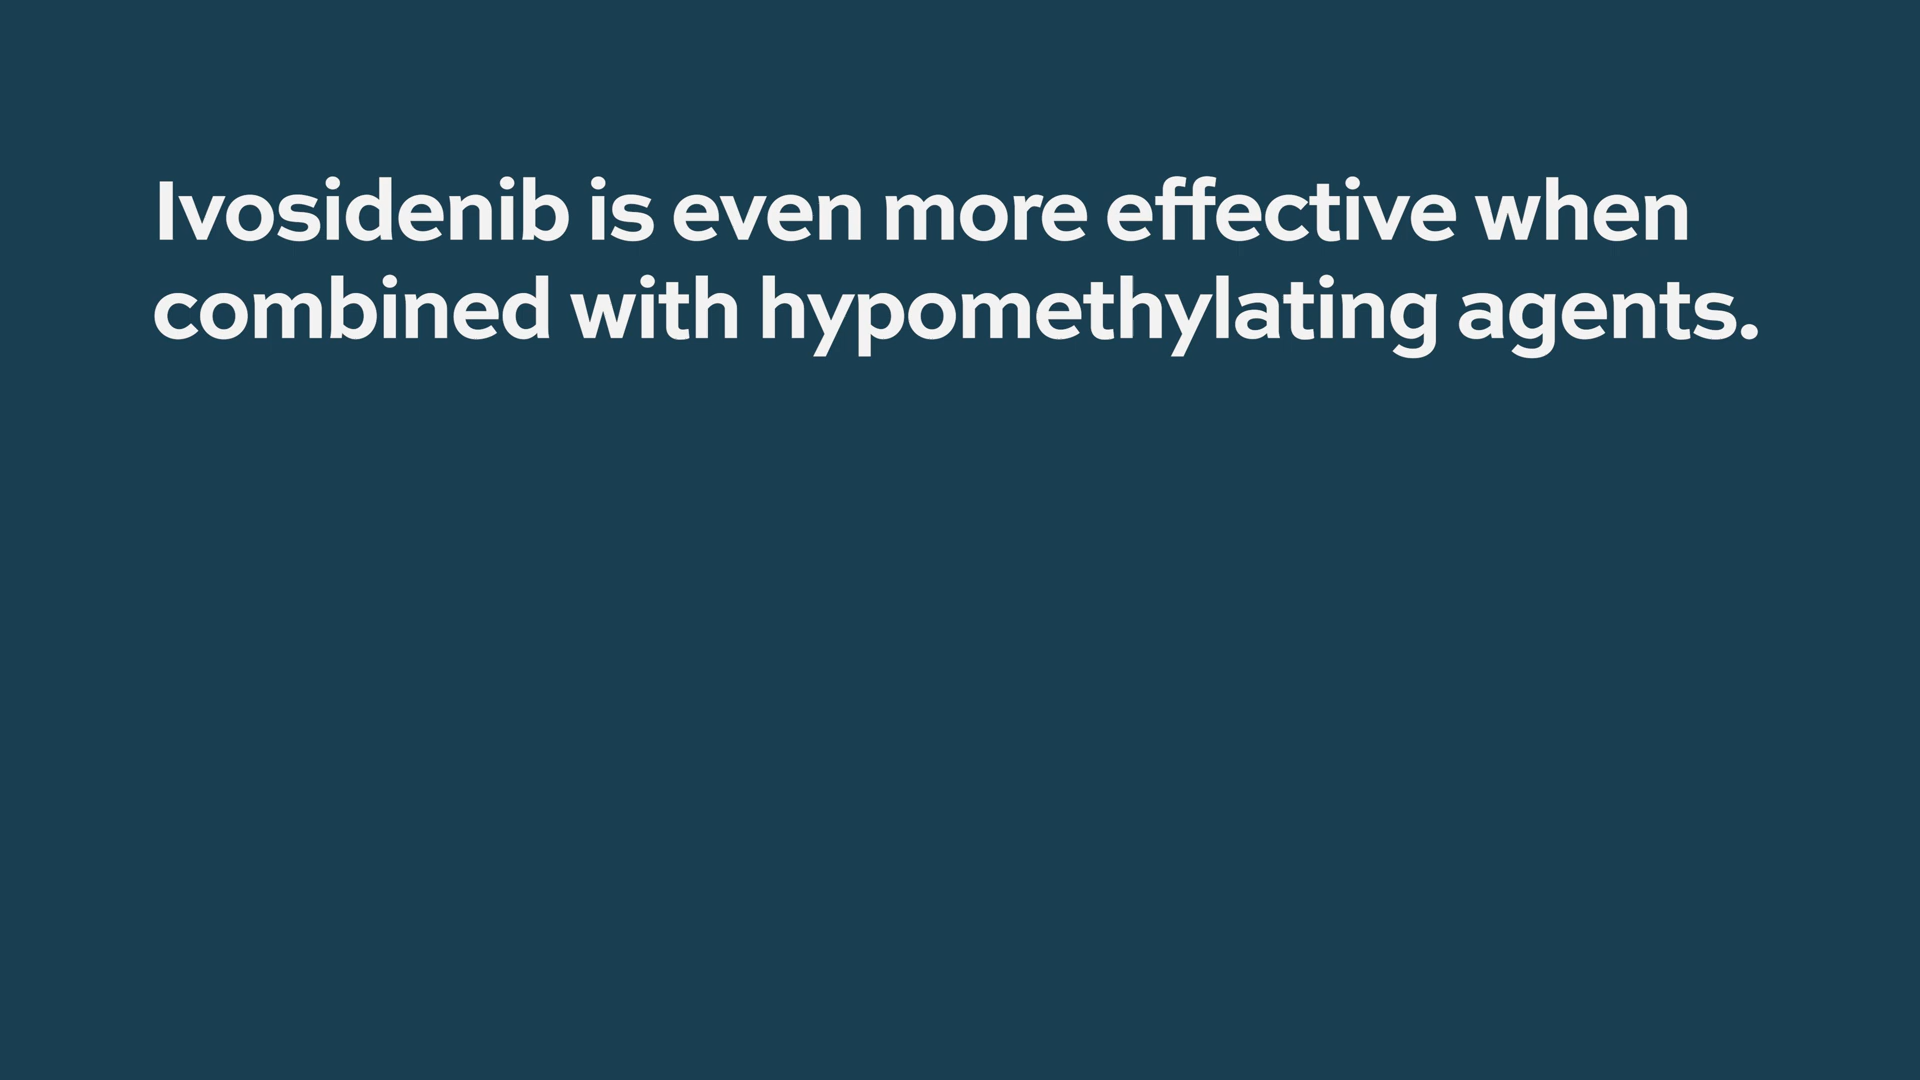 Ivosidenib is even more effective when
combined with hypomethylating agents.